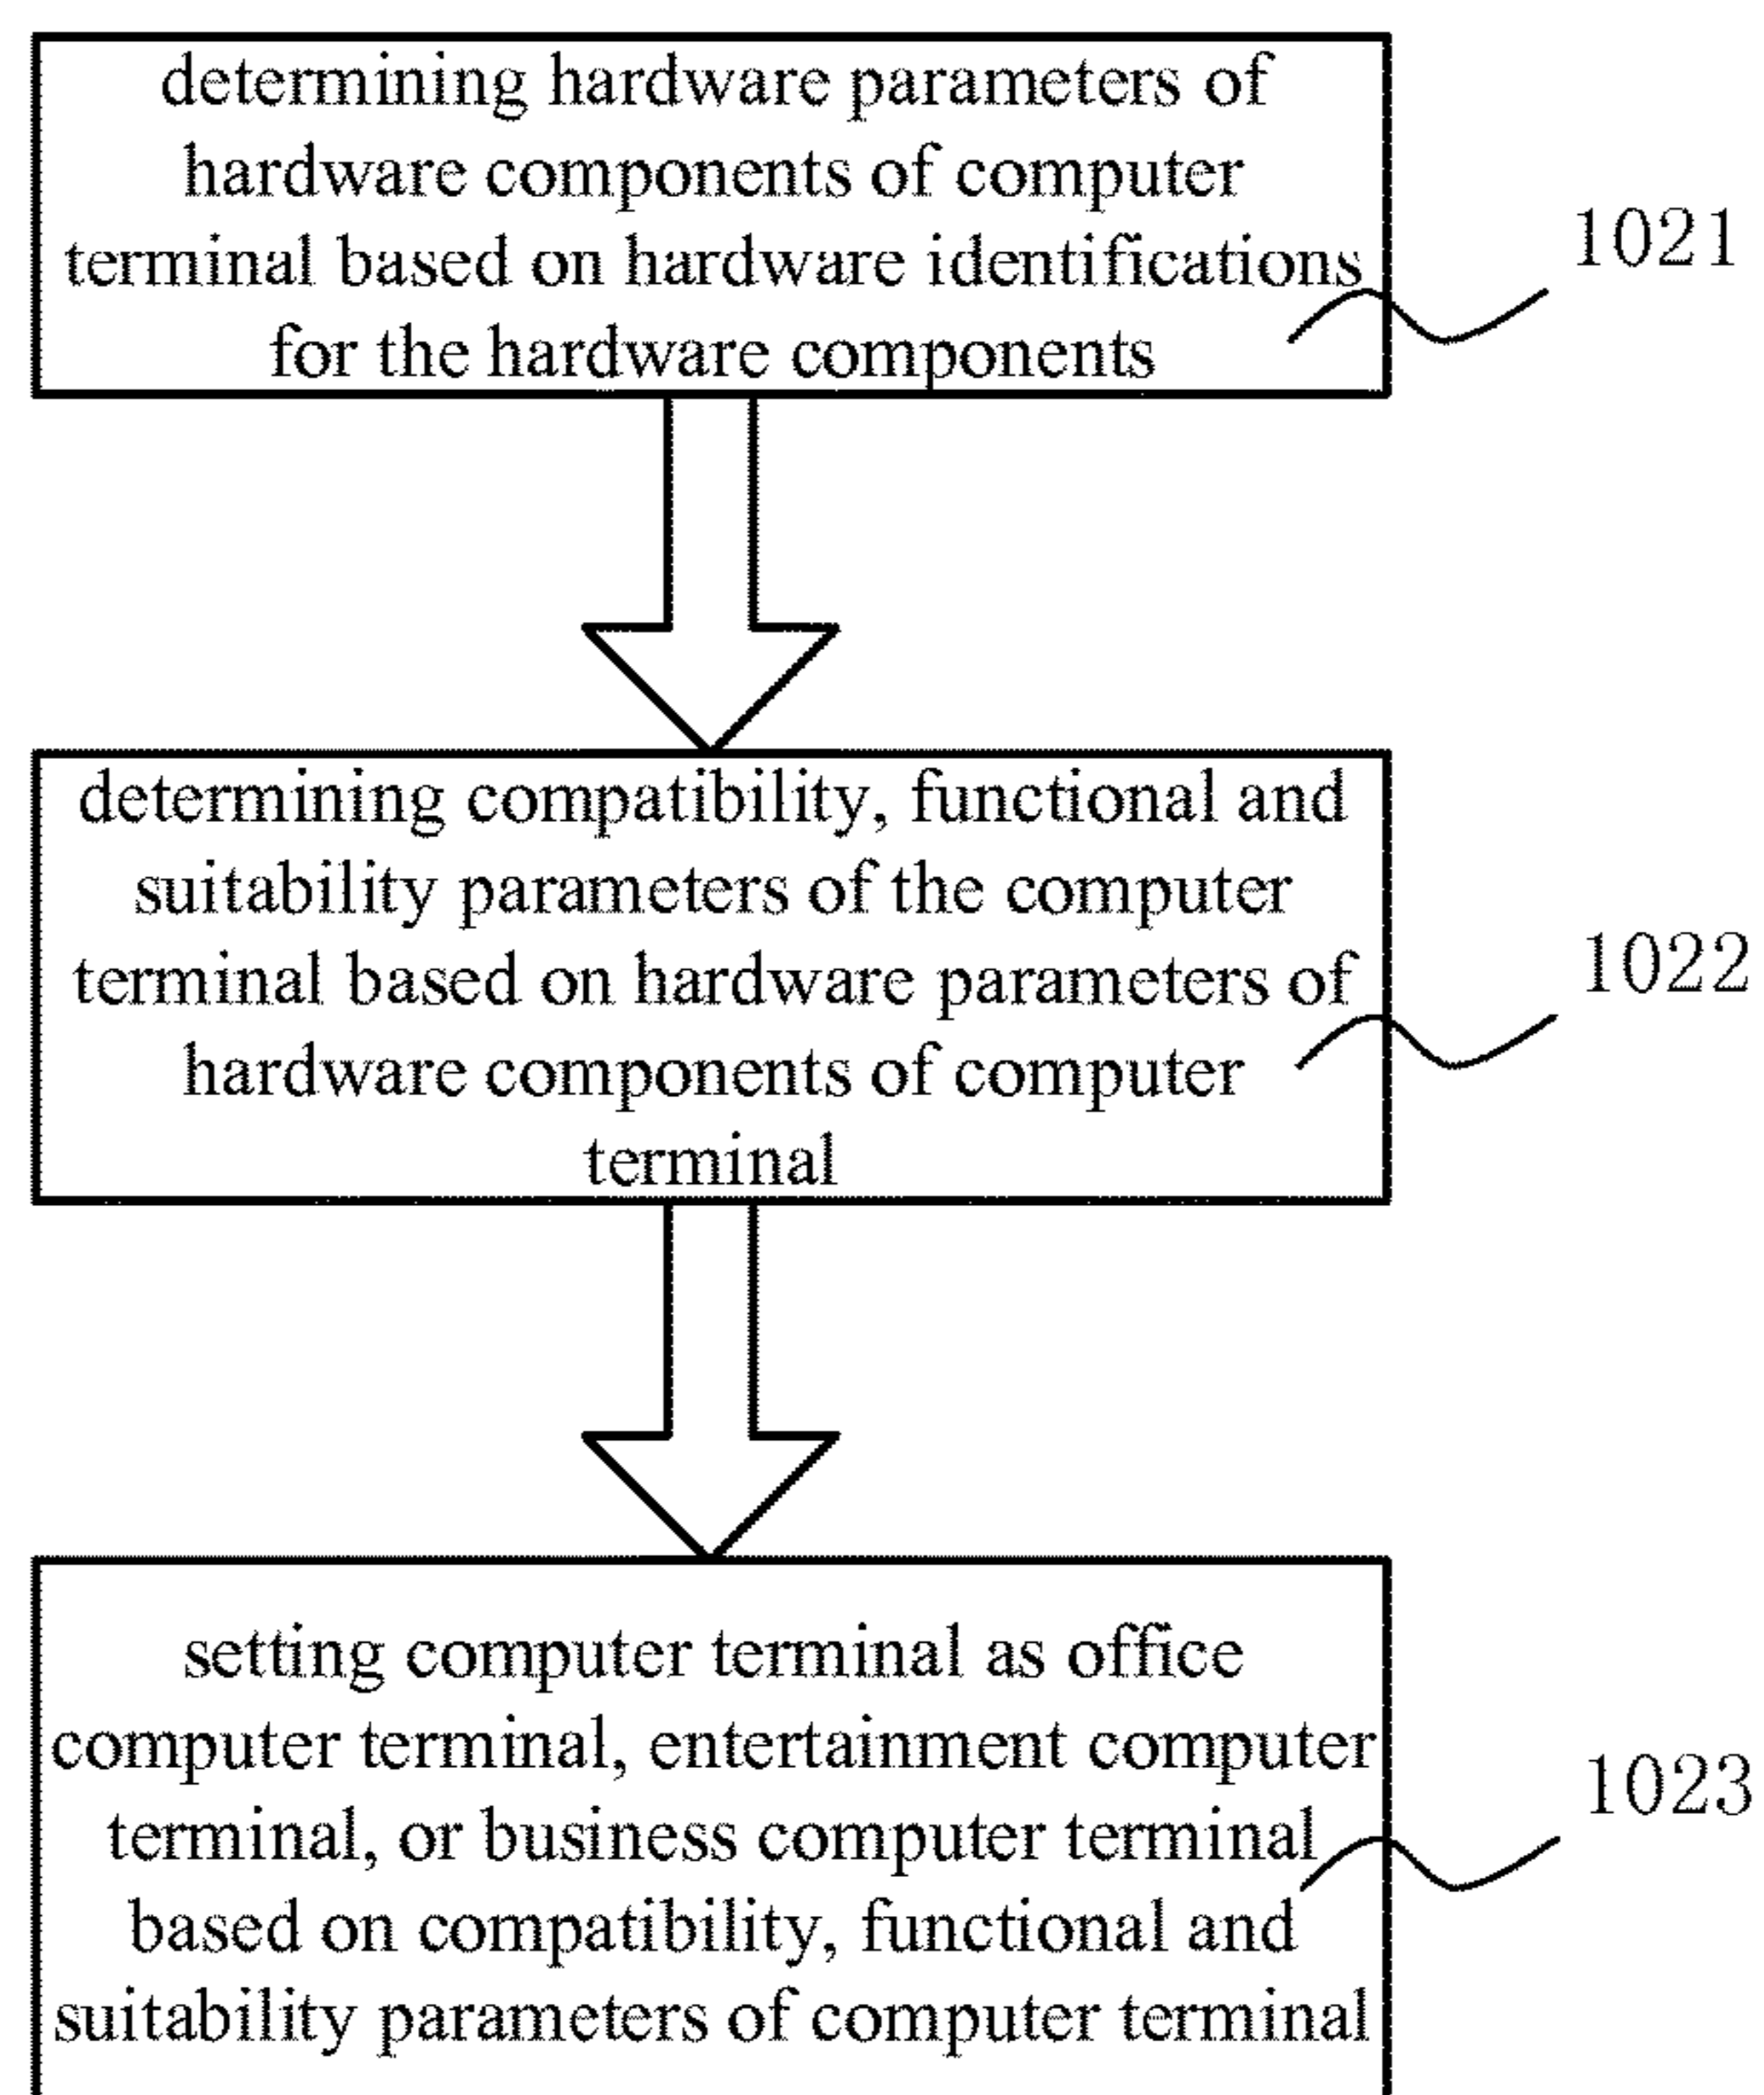 determining hardware parameters of
hardware components of computer
terminal based on hardware identifications
for the hardware components
1021
determining compatibility, functional and
suitability parameters of the computer
terminal based on hardware parameters of
hardware components of computer
terminal
1022
setting computer terminal as office
computer terminal, entertainment computer
terminal, or business computer terminal
based on compatibility, functional and
suitability parameters of computer terminal
1023